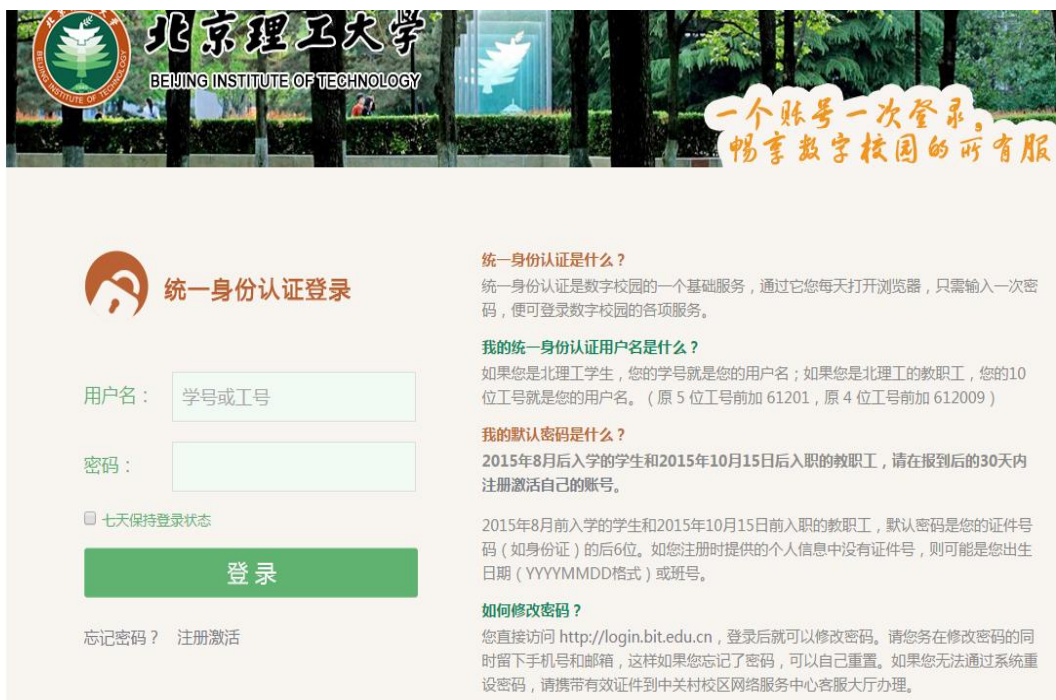 北京理工大学
BEIJING INSTITUTE OF TECHNOLOGY
BEIJING INSTITUTE OF TECHNOLOGY
一个账号一次登录，
畅享数字校园的所有服
统一身份认证登录
用户名：
学号或工号
密码：
七天保持登录状态
登录
忘记密码？ 注册激活
统一身份认证是什么？
统一身份认证是数字校园的一个基础服务，通过它您每天打开浏览器，只需输入一次密
码，便可登录数字校园的各项服务。
我的统一身份认证用户名是什么？
如果您是北理工学生，您的学号就是您的用户名；如果您是北理工的教职工，您的10
位工号就是您的用户名。（原 5 位工号前加 61201，原 4 位工号前加 612009）
我的默认密码是什么？
2015年8月后入学的学生和2015年10月15日后入职的教职工，请在报到后的30天内
注册激活自己的账号。
2015年8月前入学的学生和2015年10月15日前入职的教职工，默认密码是您的证件号
码（如身份证）的后6位。如您注册时提供的个人信息中没有证件号，则可能是您出生
日期（YYYYMMDD格式）或班号。
如何修改密码？
您直接访问 http://login.bit.edu.cn，登录后就可以修改密码。请您务在修改密码的同
时留下手机号和邮箱，这样如果您忘记了密码，可以自己重置。如果您无法通过系统重
设密码，请携带有效证件到中关村校区网络服务中心客服大厅办理。